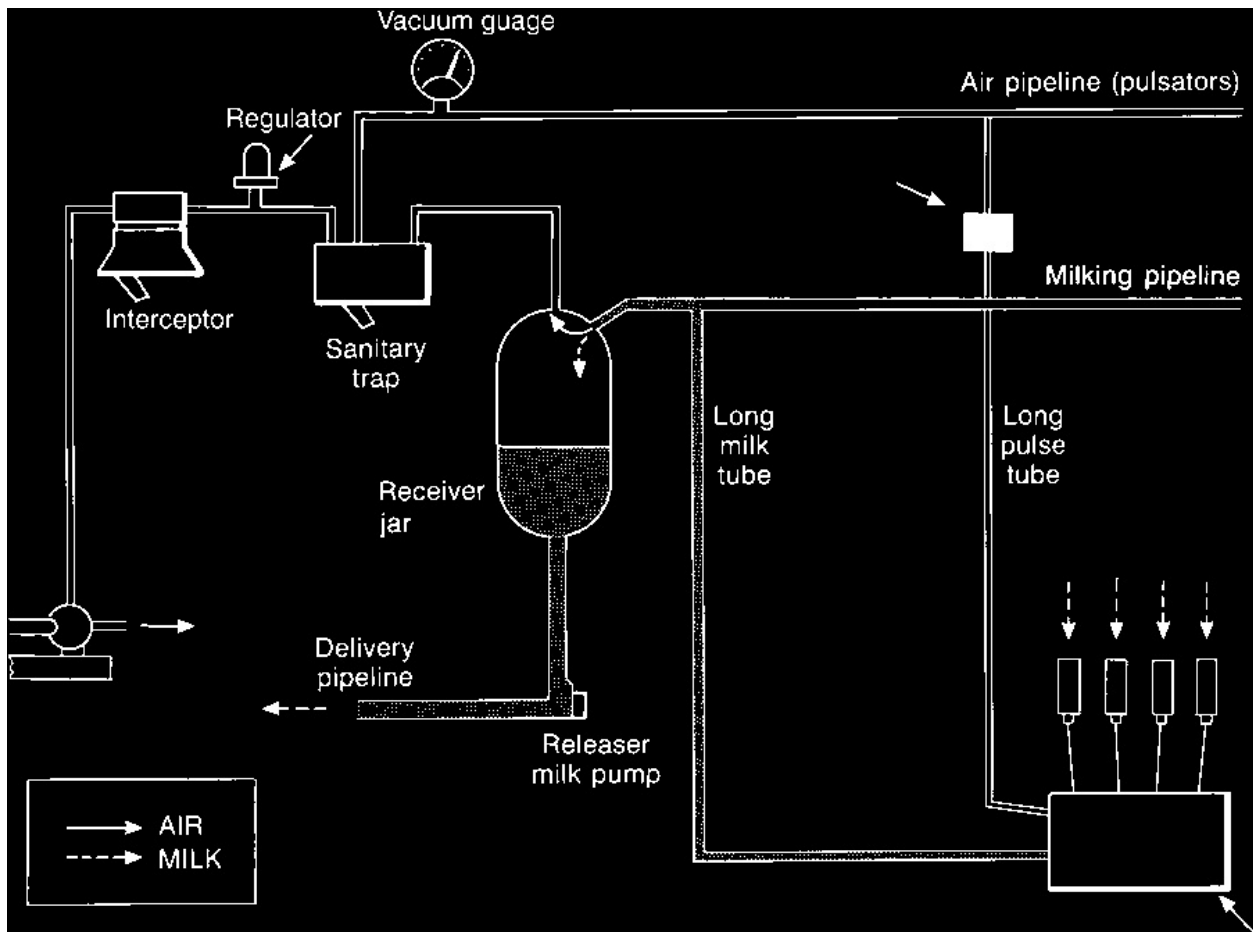 Vacuum guage
Air pipeline (pulsators)
Regulator
Milking pipeline
Interceptor
Sanitary
trap
Long
milk
tube
Long
pulse
tube
Receiver
jar
Delivery
pipeline
Releaser
milk pump
AIR
MILK